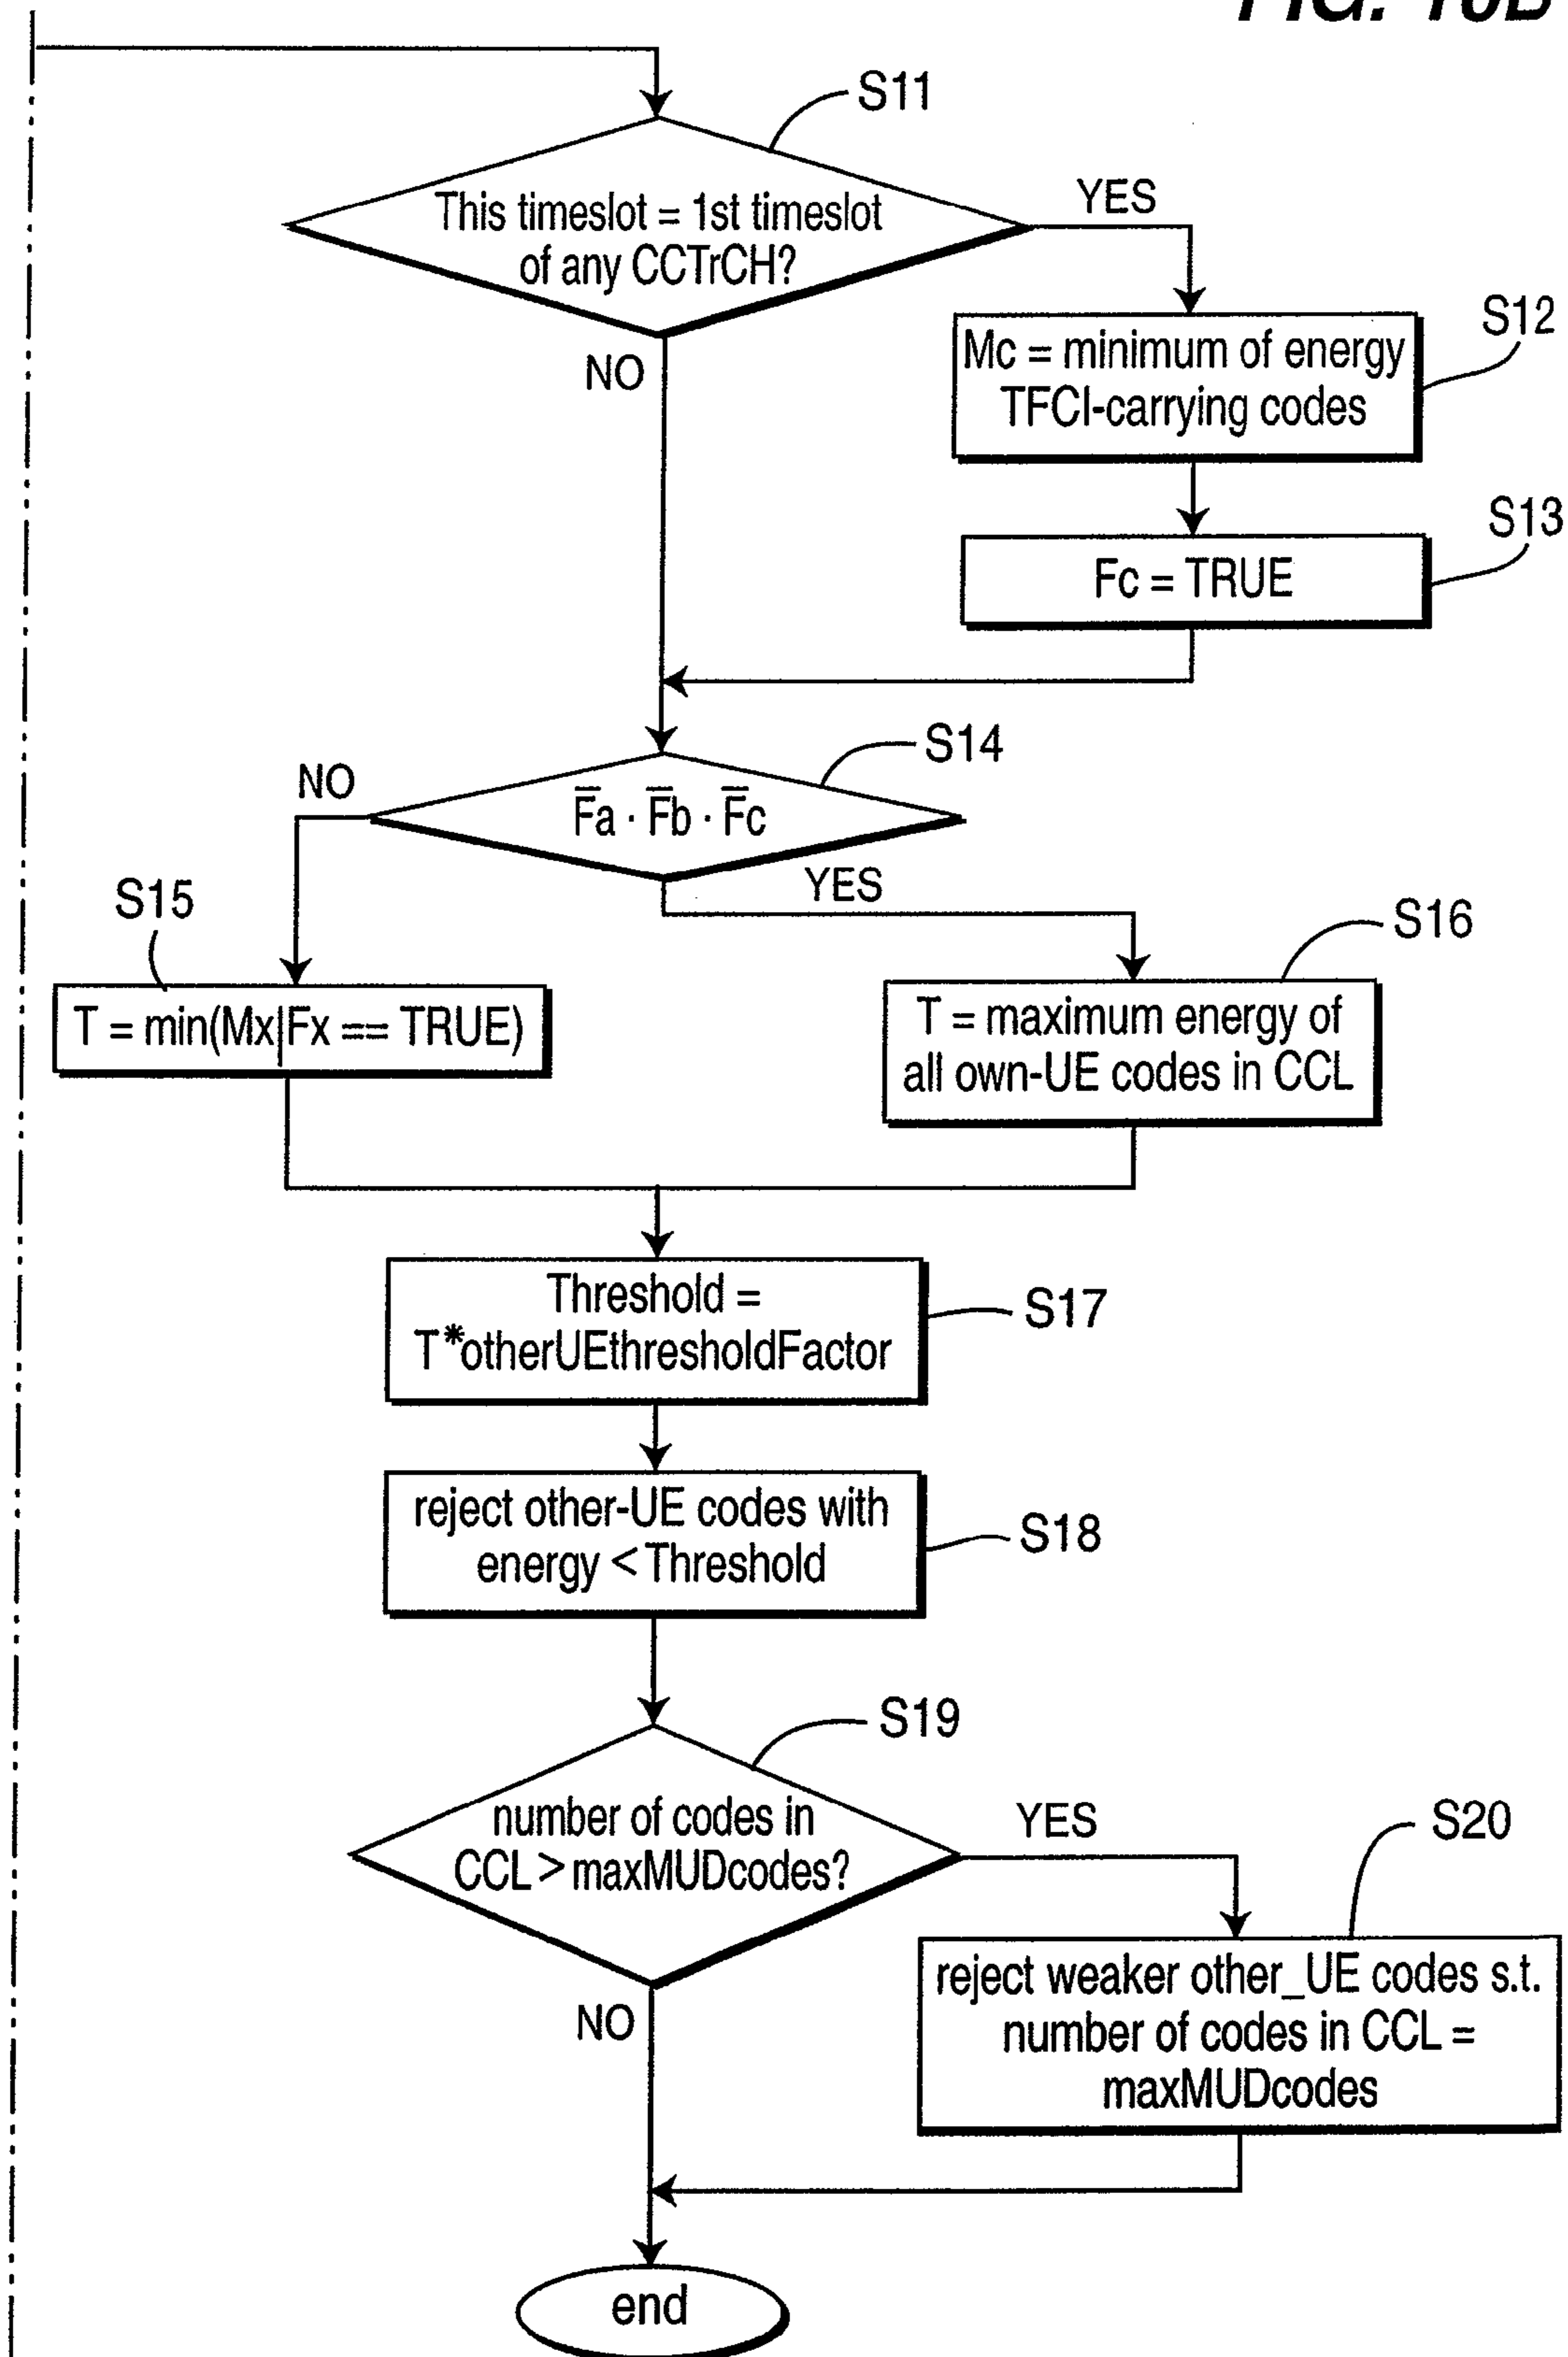 FIG. 10B
S11
This timeslot = 1st timeslot
of any CCTrCH?
YES
NO
S12
Mc = minimum of energy
TFCI-carrying codes
S13
Fc = TRUE
S14
F̅a · F̅b · F̅c
NO
YES
S15
T = min(Mx|Fx == TRUE)
S16
T = maximum energy of
all own-UE codes in CCL
Threshold =
T*otherUEthresholdFactor
S17
reject other-UE codes with
energy < Threshold
S18
S19
number of codes in
CCL > maxMUDcodes?
YES
NO
S20
reject weaker other_UE codes s.t.
number of codes in CCL =
maxMUDcodes
end